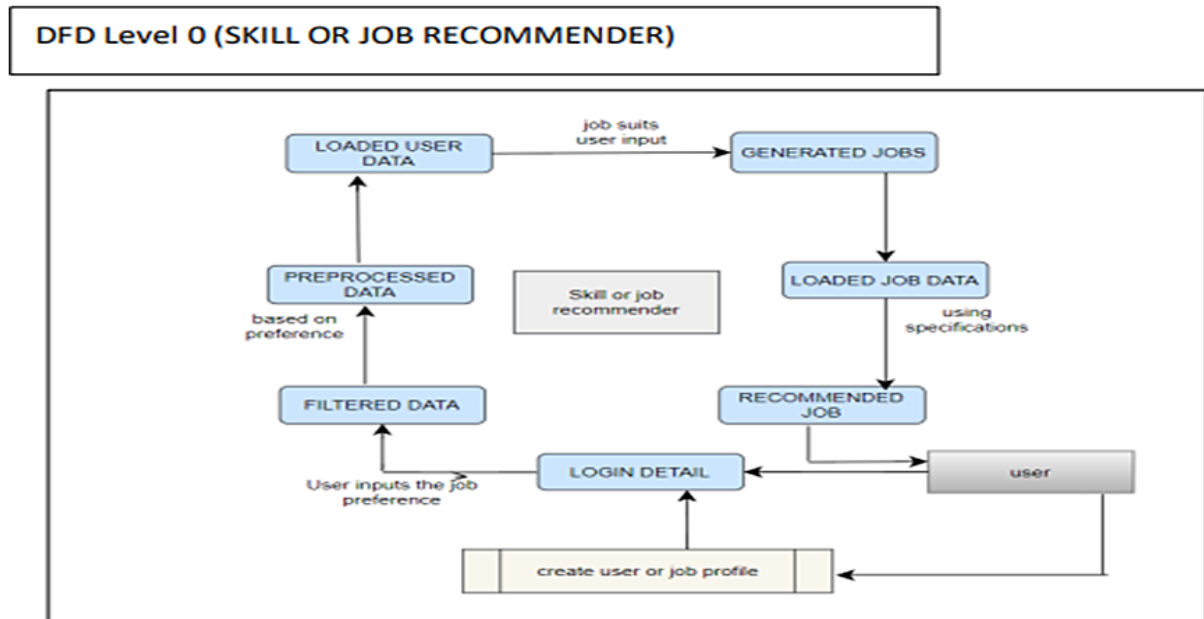 DFD Level 0 (SKILL OR JOB RECOMMENDER)
job suits
user input
LOADED USER
DATA
GENERATED JOBS
PREPROCESSED
DATA
Skill or job
recommender
LOADED JOB DATA
based on
preference
using
specifications
FILTERED DATA
RECOMMENDED
JOB
LOGIN DETAIL
user
User inputs the job
preference
create user or job profile